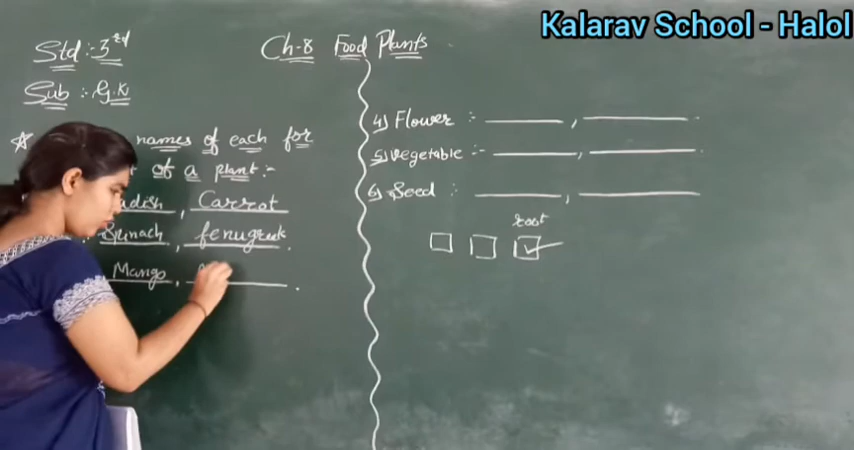 Kalarav School - Halol
Std :- 3rd
Ch-8 Food Plants
Sub :- G.K
names of each for
of a plant :-
dish , Carrot
Spinach , fenugreek .
Mango , .
4) Flower :- ,
5) Vegetable :- , .
6) Seed :- ,
root